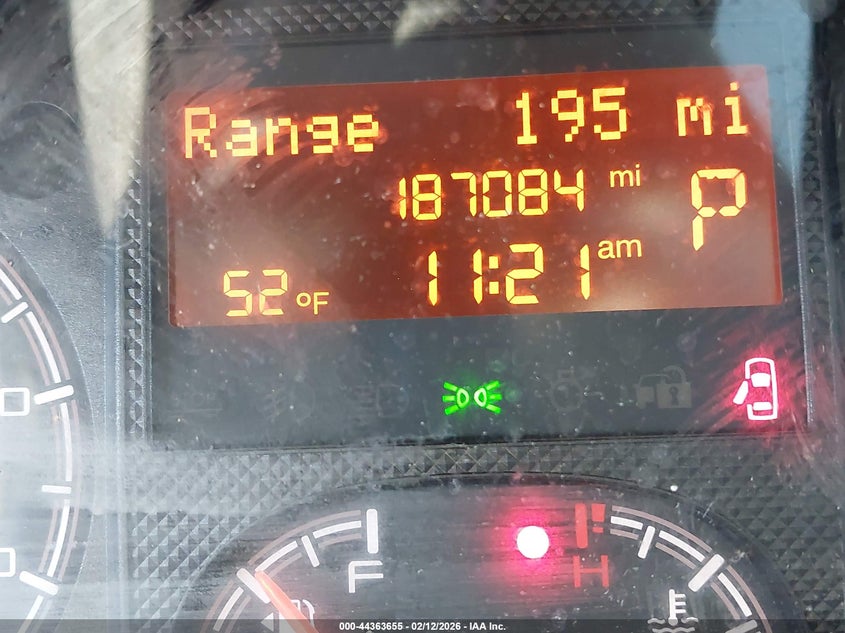 Range 195 mi
187084 mi P
52 °F 11:21 am
F H
000-44363655 - 02/12/2026 - IAA Inc.